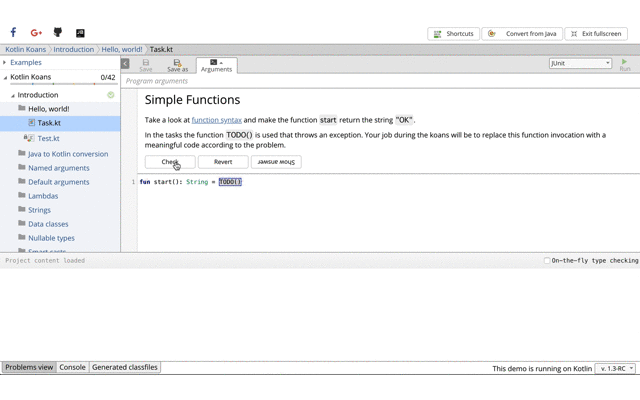 f G+ JB Shortcuts Convert from Java Exit fullscreen
Kotlin Koans Introduction Hello, world! Task.kt
Examples
Kotlin Koans 0/42
Introduction
Hello, world!
Task.kt
Test.kt
Java to Kotlin conversion
Named arguments
Default arguments
Lambdas
Strings
Data classes
Nullable types
Smart casts
Save Save as Arguments JUnit Run
Program arguments
Simple Functions
Take a look at function syntax and make the function start return the string "OK".
In the tasks the function TODO() is used that throws an exception. Your job during the koans will be to replace this function invocation with a
meaningful code according to the problem.
Check Revert Show answer
1 fun start(): String = TODO()
Project content loaded On-the-fly type checking
Problems view Console Generated classfiles This demo is running on Kotlin v. 1.3-RC